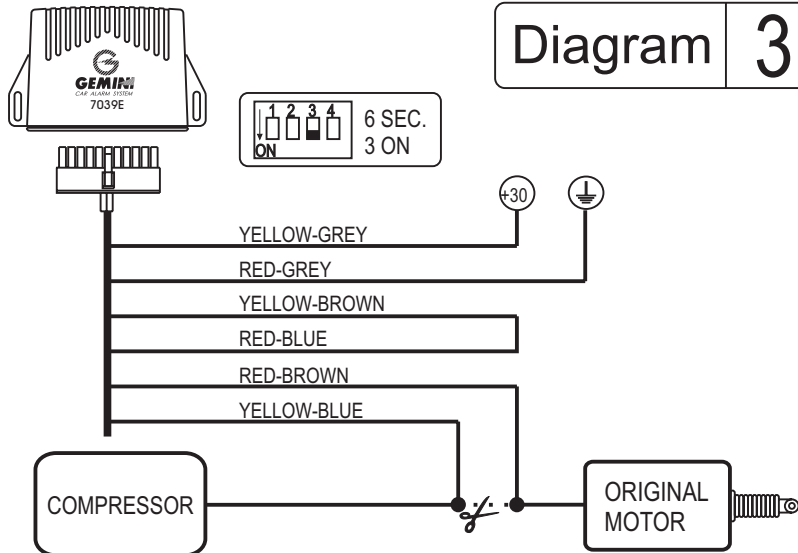 Diagram 3
GEMINI
CAR ALARM SYSTEM
7039E
1 2 3 4
ON
6 SEC.
3 ON
+30
YELLOW-GREY
RED-GREY
YELLOW-BROWN
RED-BLUE
RED-BROWN
YELLOW-BLUE
COMPRESSOR
ORIGINAL
MOTOR